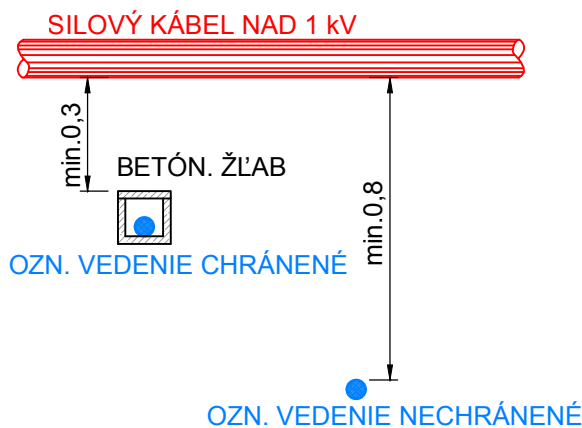 SILOVÝ KÁBEL NAD 1 kV
min.0,3
BETÓN. ŽĽAB
min.0,8
OZN. VEDENIE CHRÁNENÉ
OZN. VEDENIE NECHRÁNENÉ